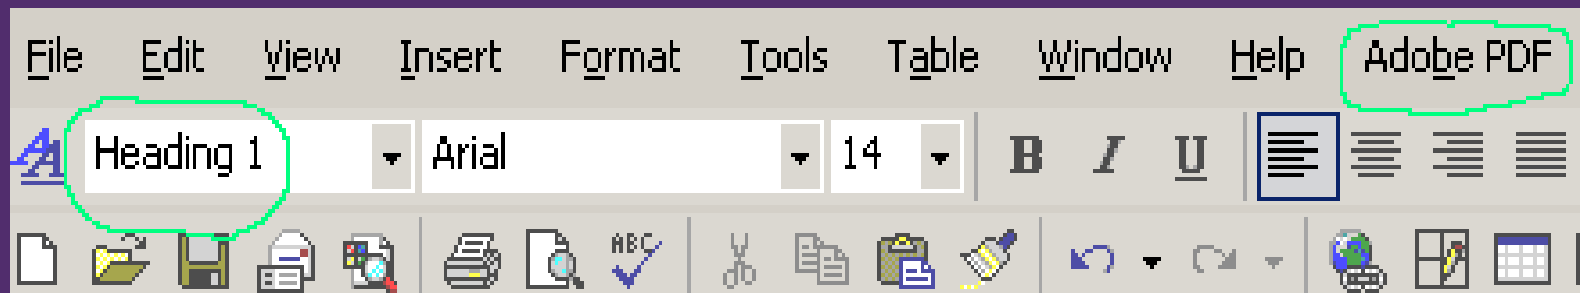 File Edit View Insert Format Tools Table Window Help Adobe PDF
Heading 1 Arial 14 B I U
ABC